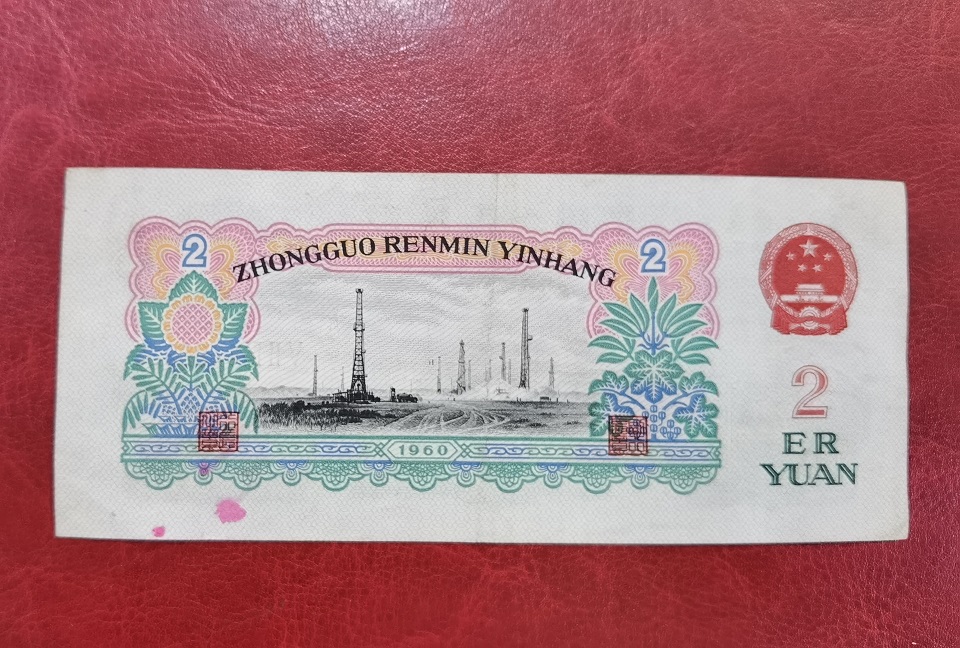 2
ZHONGGUO RENMIN YINHANG
2
1960
2
ER
YUAN